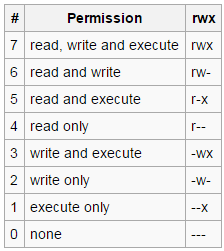 # Permission rwx
7 read, write and execute rwx
6 read and write rw-
5 read and execute r-x
4 read only r--
3 write and execute -wx
2 write only -w-
1 execute only --x
0 none ---